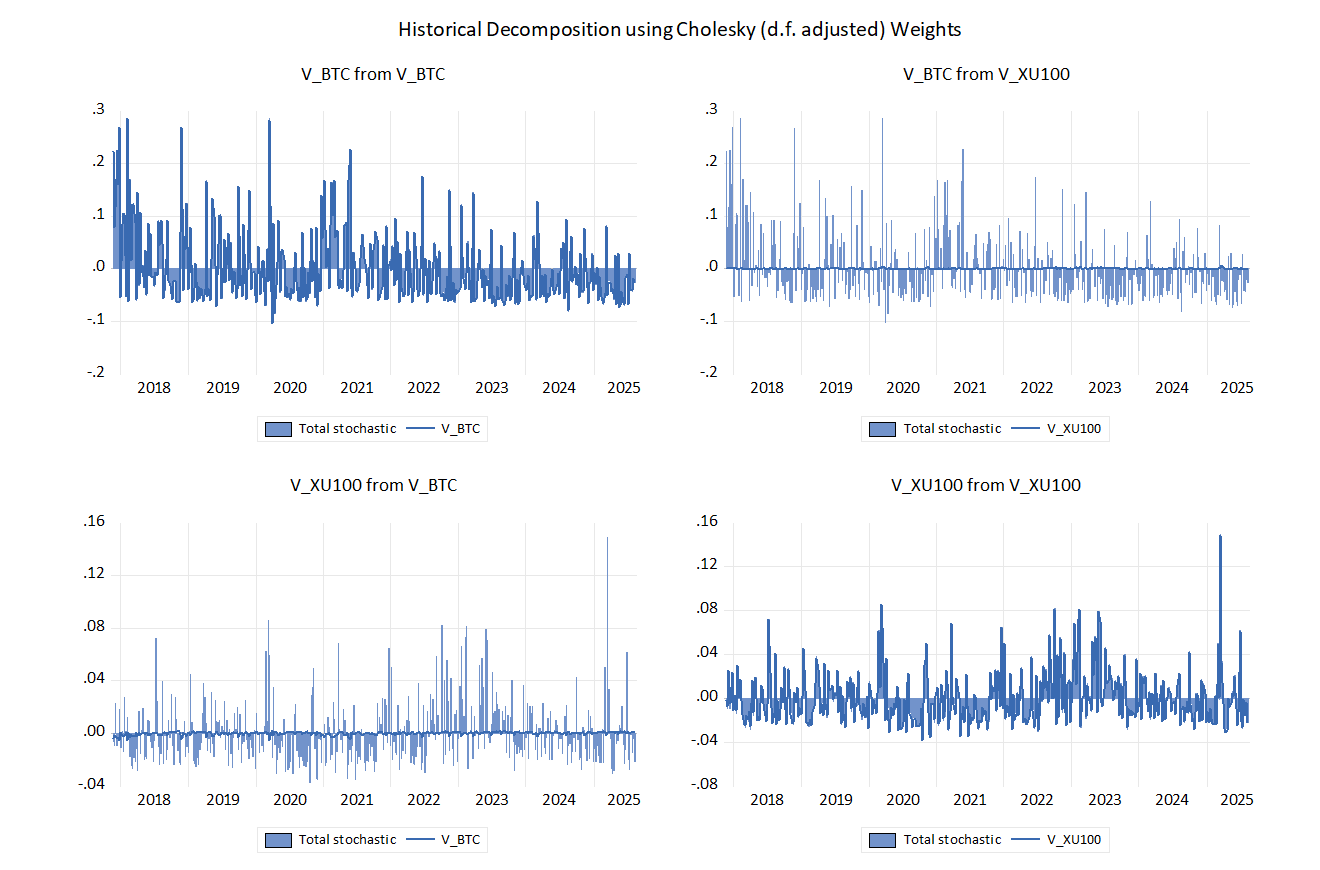 Historical Decomposition using Cholesky (d.f. adjusted) Weights
V_BTC from V_BTC
.3
.2
.1
.0
-.1
-.2
2018 2019 2020 2021 2022 2023 2024 2025
Total stochastic V_BTC
V_BTC from V_XU100
.3
.2
.1
.0
-.1
-.2
2018 2019 2020 2021 2022 2023 2024 2025
Total stochastic V_XU100
V_XU100 from V_BTC
.16
.12
.08
.04
.00
-.04
2018 2019 2020 2021 2022 2023 2024 2025
Total stochastic V_BTC
V_XU100 from V_XU100
.16
.12
.08
.04
.00
-.04
-.08
2018 2019 2020 2021 2022 2023 2024 2025
Total stochastic V_XU100